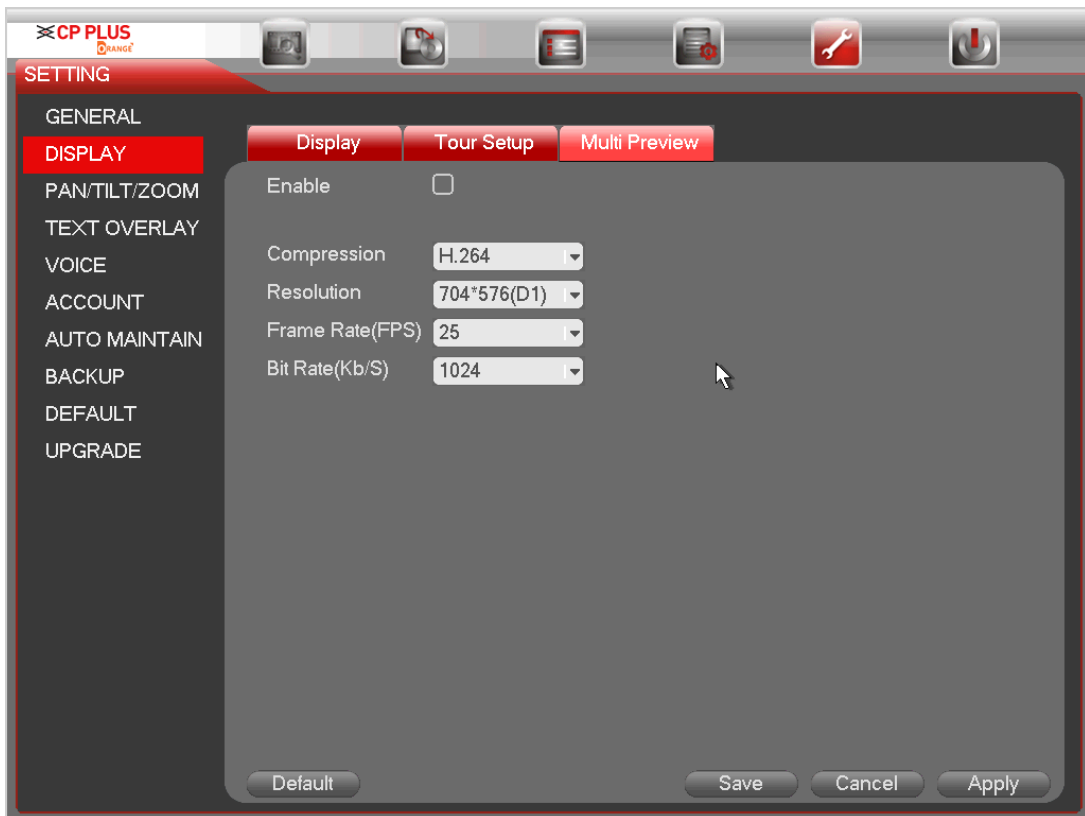 CP PLUS
ORANGE
SETTING
GENERAL
DISPLAY
PAN/TILT/ZOOM
TEXT OVERLAY
VOICE
ACCOUNT
AUTO MAINTAIN
BACKUP
DEFAULT
UPGRADE
Display Tour Setup Multi Preview
Enable
Compression H.264
Resolution 704*576(D1)
Frame Rate(FPS) 25
Bit Rate(Kb/S) 1024
Default Save Cancel Apply